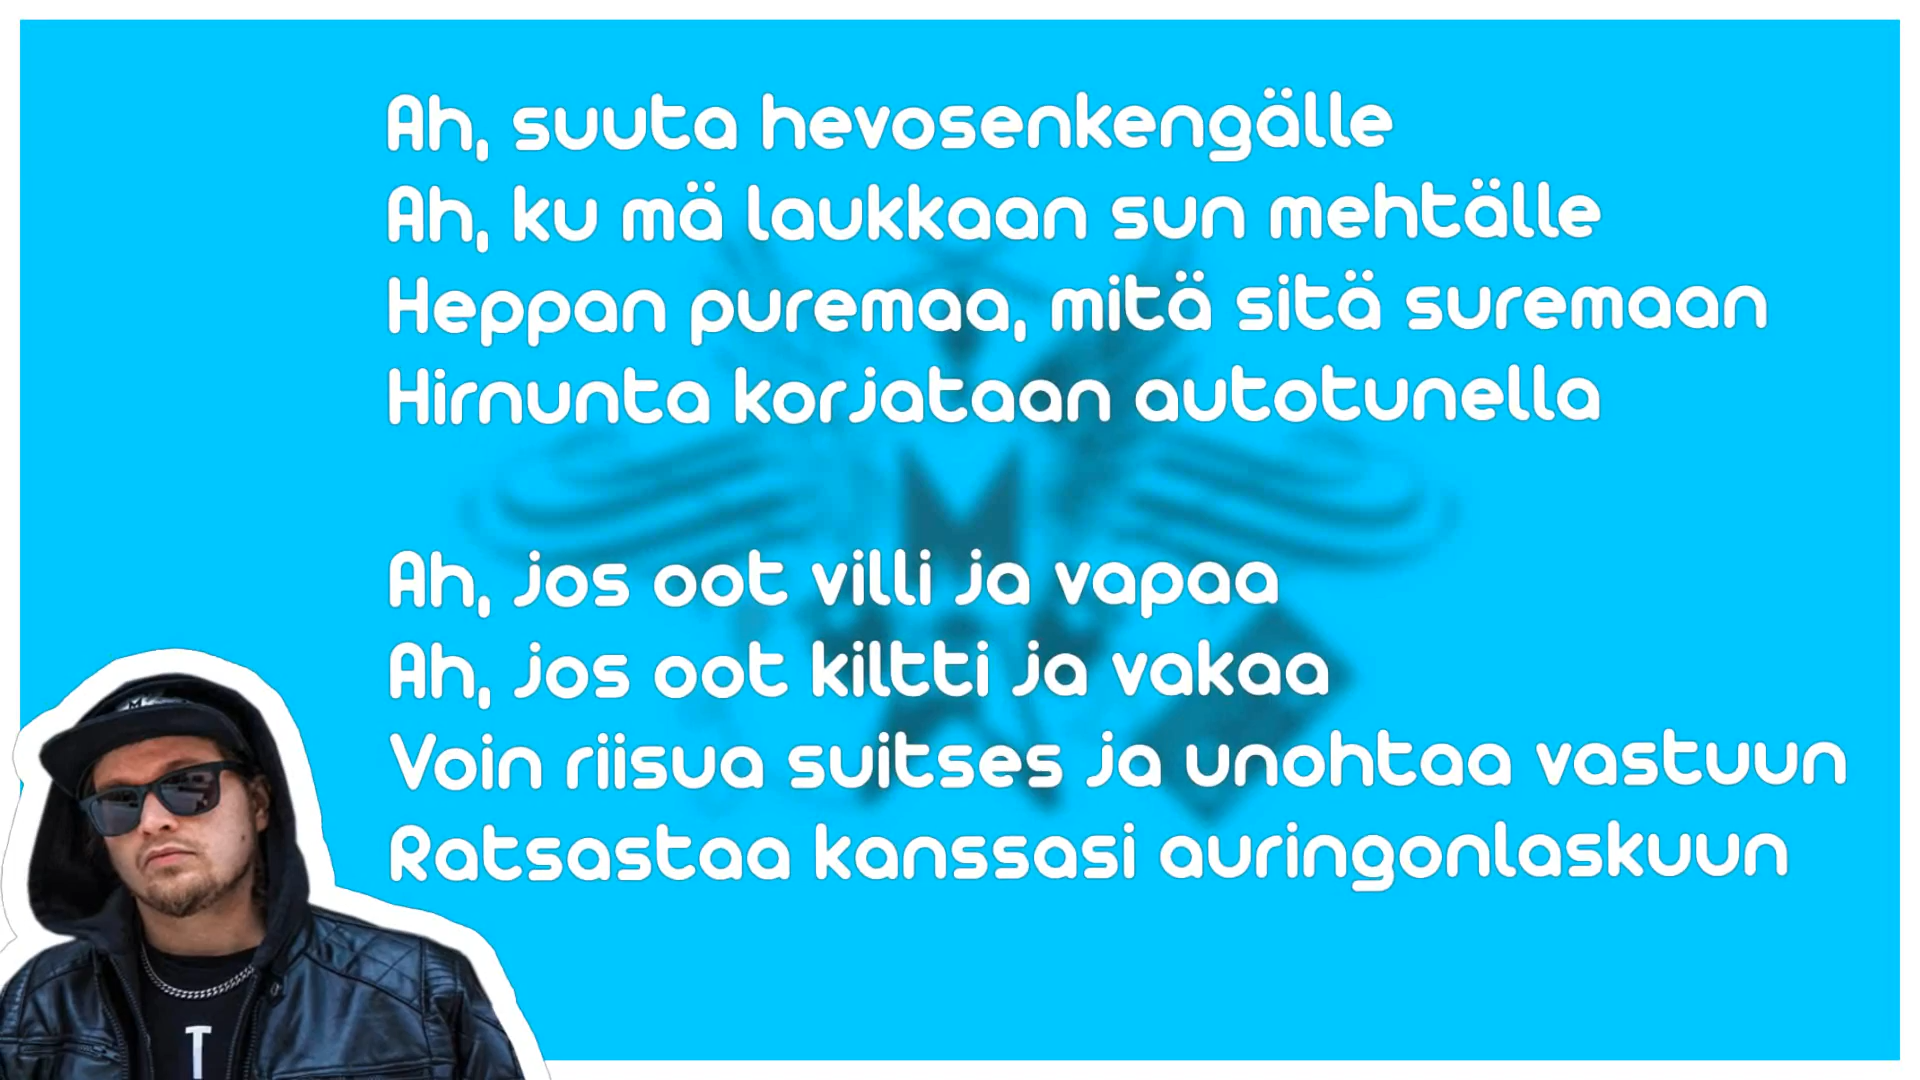 Ah, suuta hevosenkengälle
Ah, ku mä laukkaan sun mehtälle
Heppan puremaa, mitä sitä suremaan
Hirnunta korjataan autotunella
Ah, jos oot villi ja vapaa
Ah, jos oot kiltti ja vakaa
Voin riisua suitses ja unohtaa vastuun
Ratsastaa kanssasi auringonlaskuun
M
T